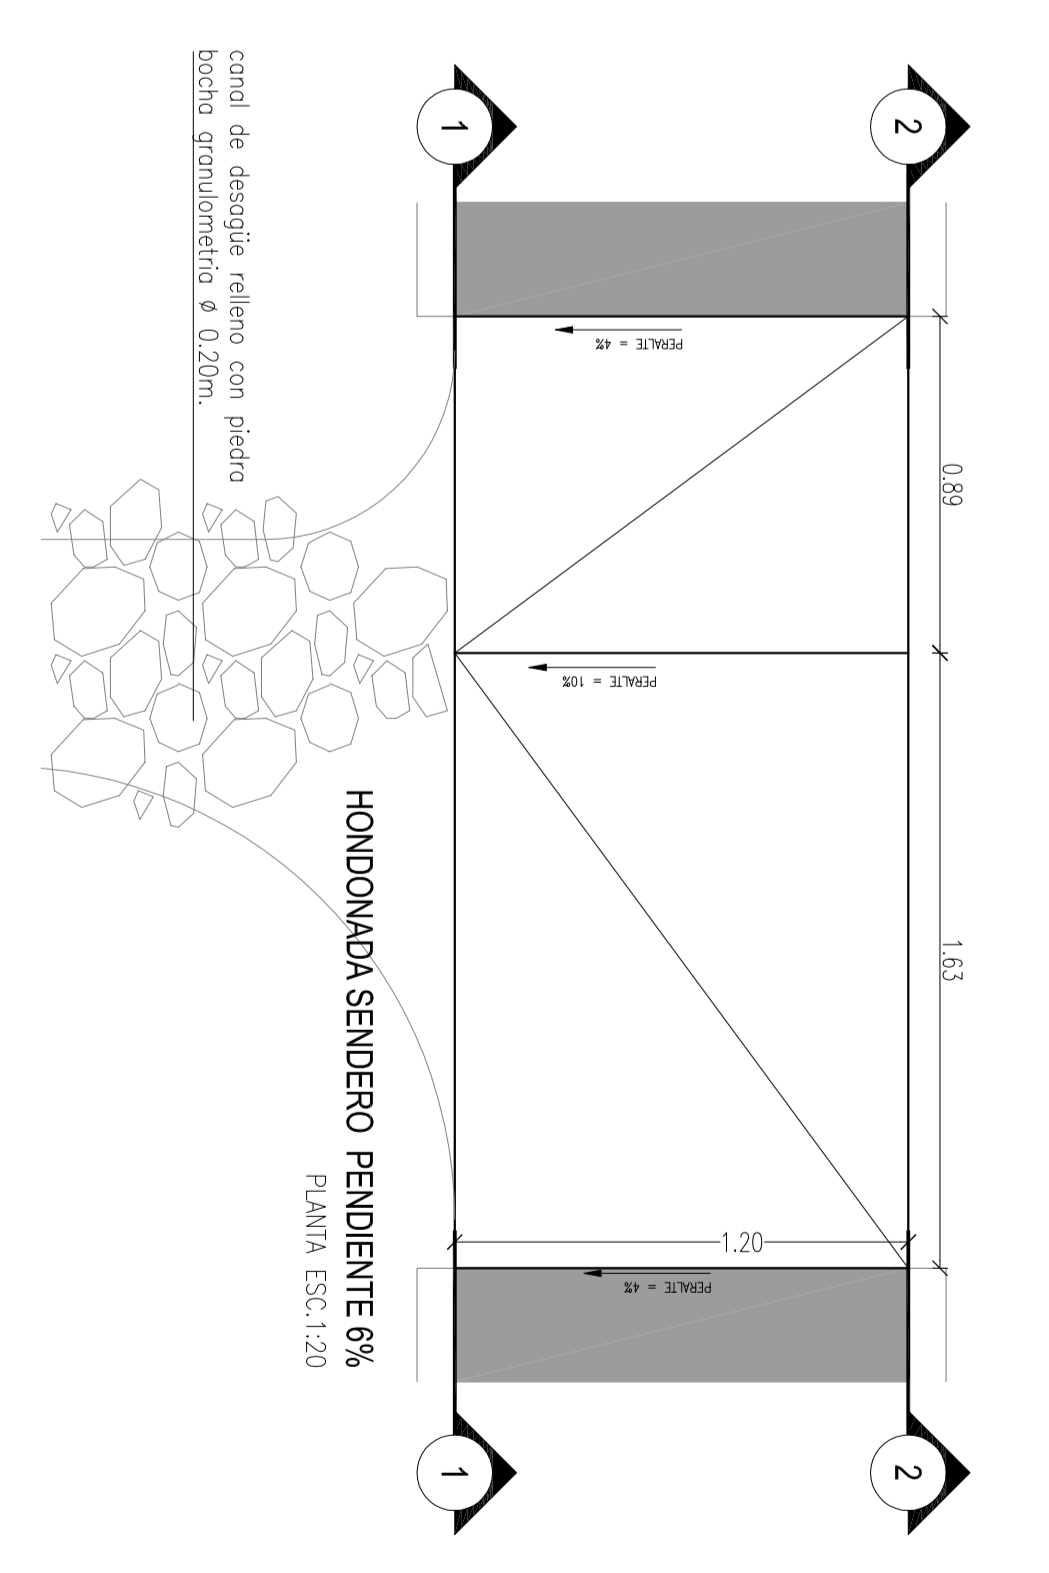 1
2
PERALTE = 4%
0.89
canal de desagüe relleno con piedra
bocha granulometria ø 0.20m.
PERALTE = 10%
1.63
HONDONADA SENDERO PENDIENTE 6%
PLANTA ESC.1:20
1.20
PERALTE = 4%
1
2